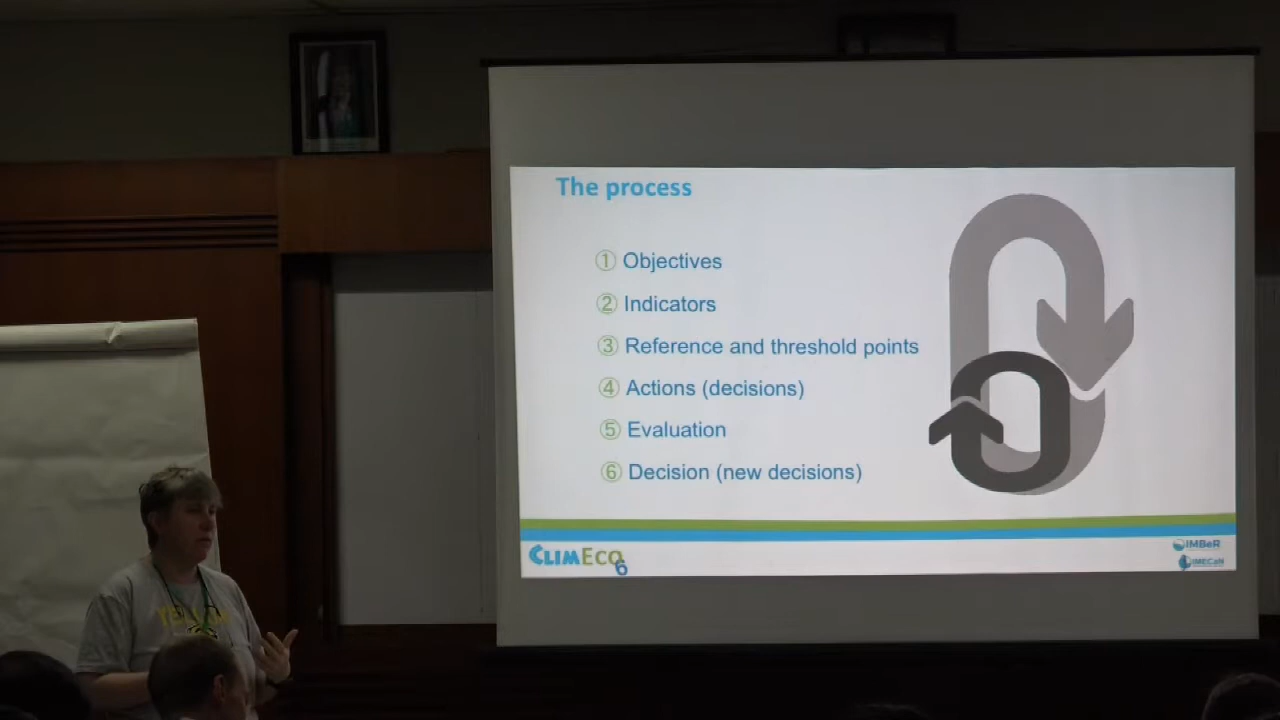 The process
① Objectives
② Indicators
③ Reference and threshold points
④ Actions (decisions)
⑤ Evaluation
⑥ Decision (new decisions)
CLIMECO6
IMBeR
IMECaN